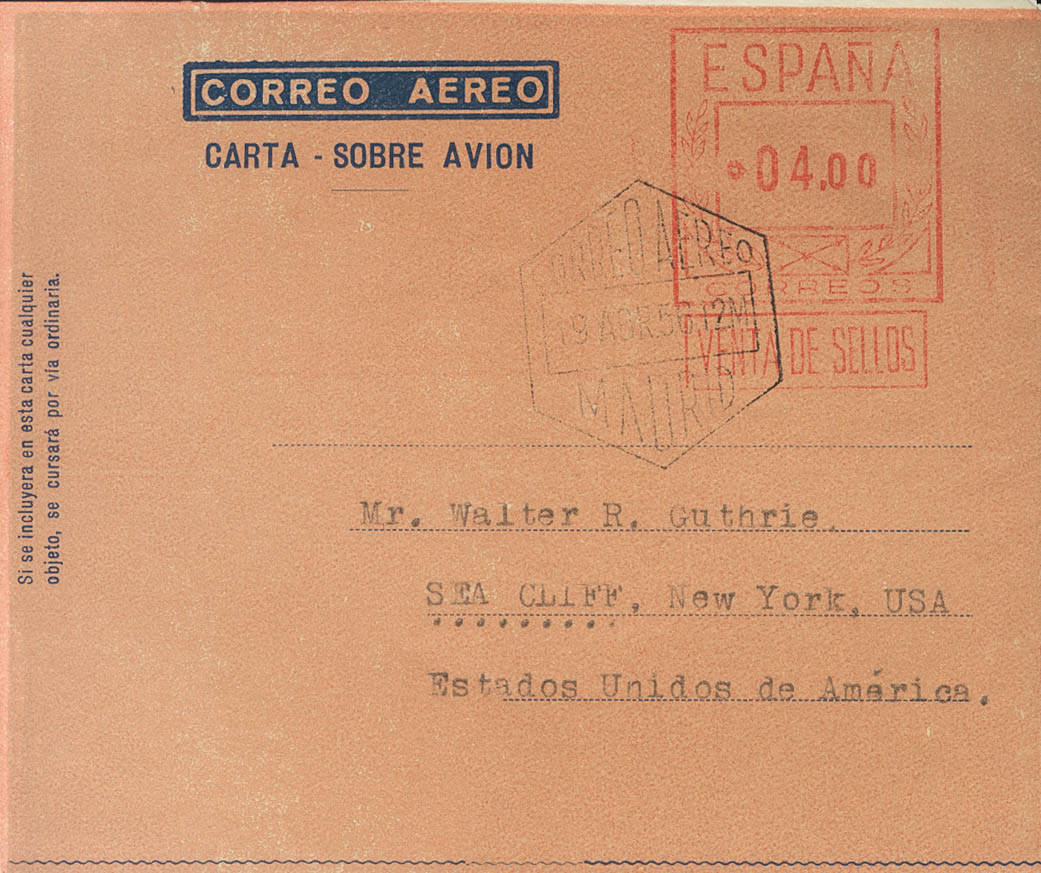 CORREO AEREO
CARTA - SOBRE AVION
ESPAÑA
04.00
CORREOS
VENTA DE SELLOS
CORREO AEREO
19.ABR.56.12M
MADRID
Si se incluyera en esta carta cualquier
objeto, se cursará por vía ordinaria.
Mr. Walter R. Guthrie
SEA CLIFF, New York, USA
Estados Unidos de América.